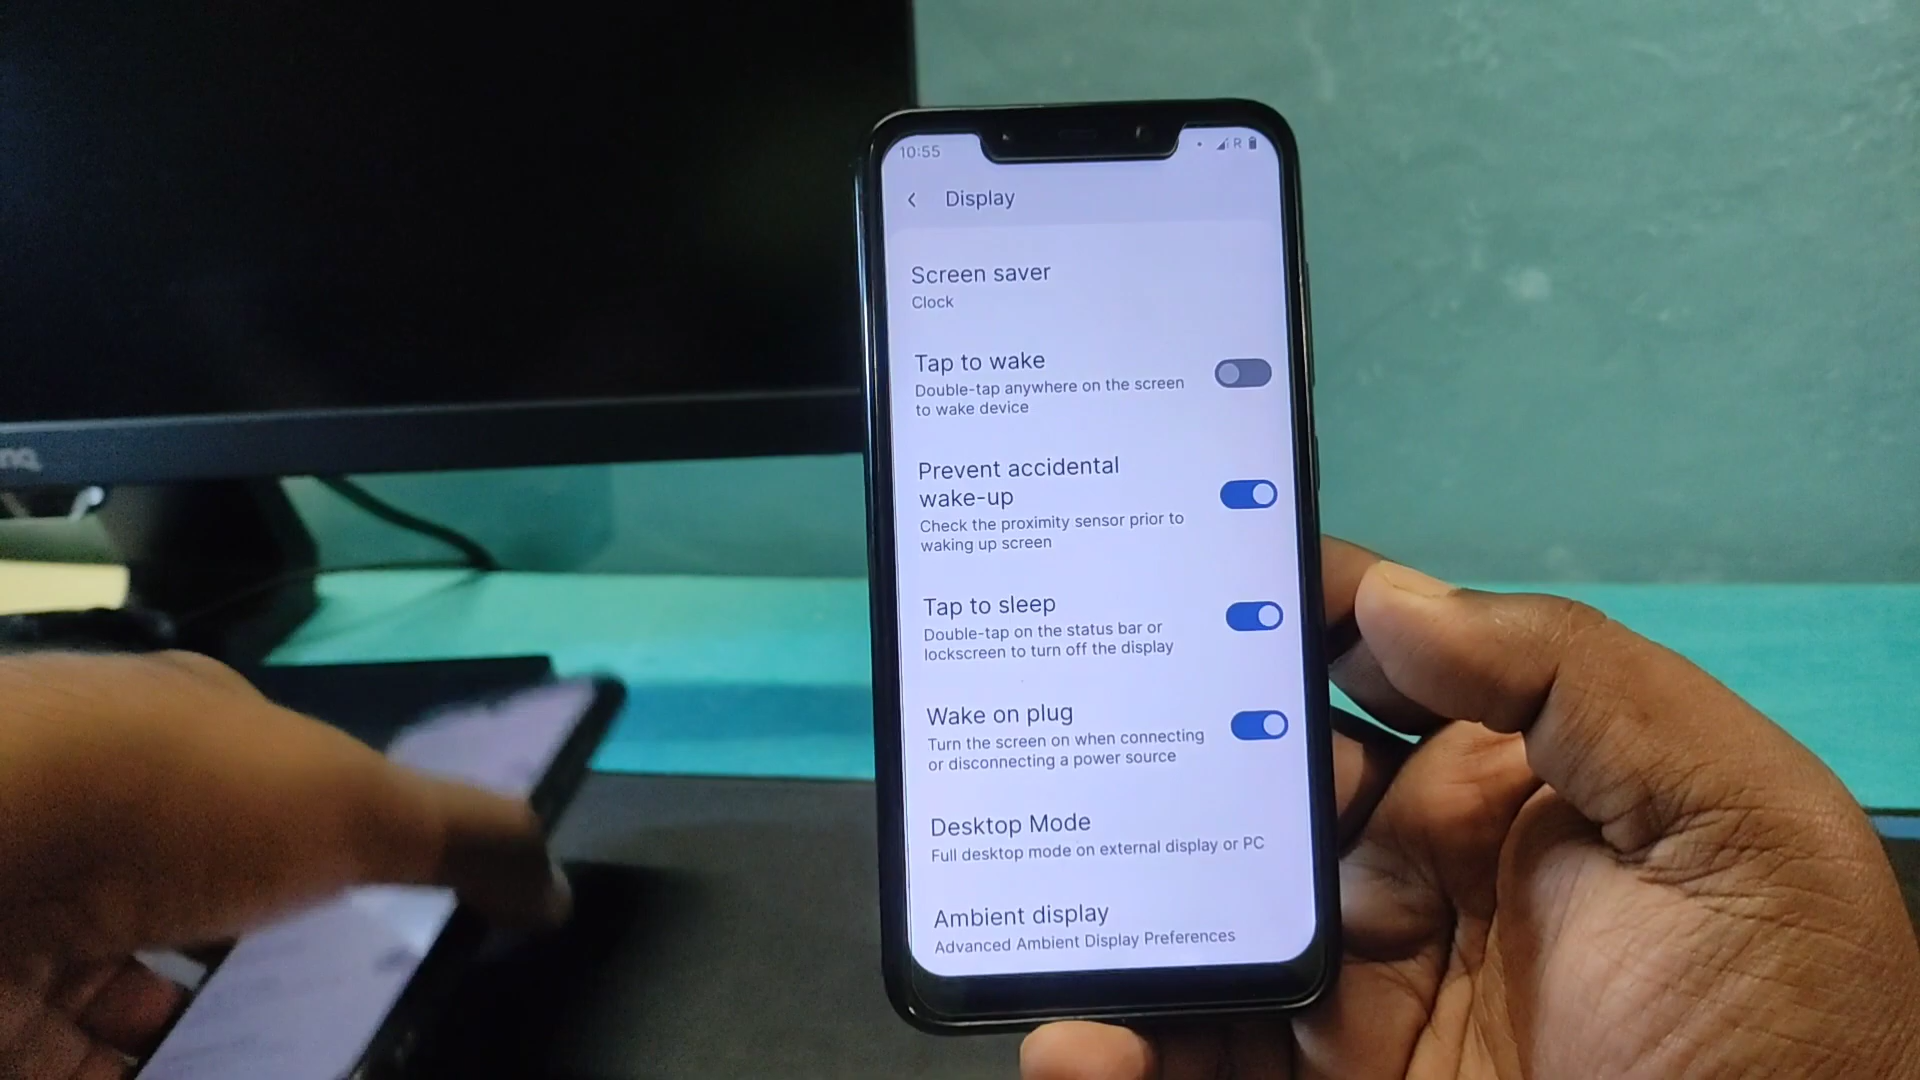 10:55
R
Display
Screen saver
Clock
Tap to wake
Double-tap anywhere on the screen
to wake device
Prevent accidental
wake-up
Check the proximity sensor prior to
waking up screen
Tap to sleep
Double-tap on the status bar or
lockscreen to turn off the display
Wake on plug
Turn the screen on when connecting
or disconnecting a power source
Desktop Mode
Full desktop mode on external display or PC
Ambient display
Advanced Ambient Display Preferences